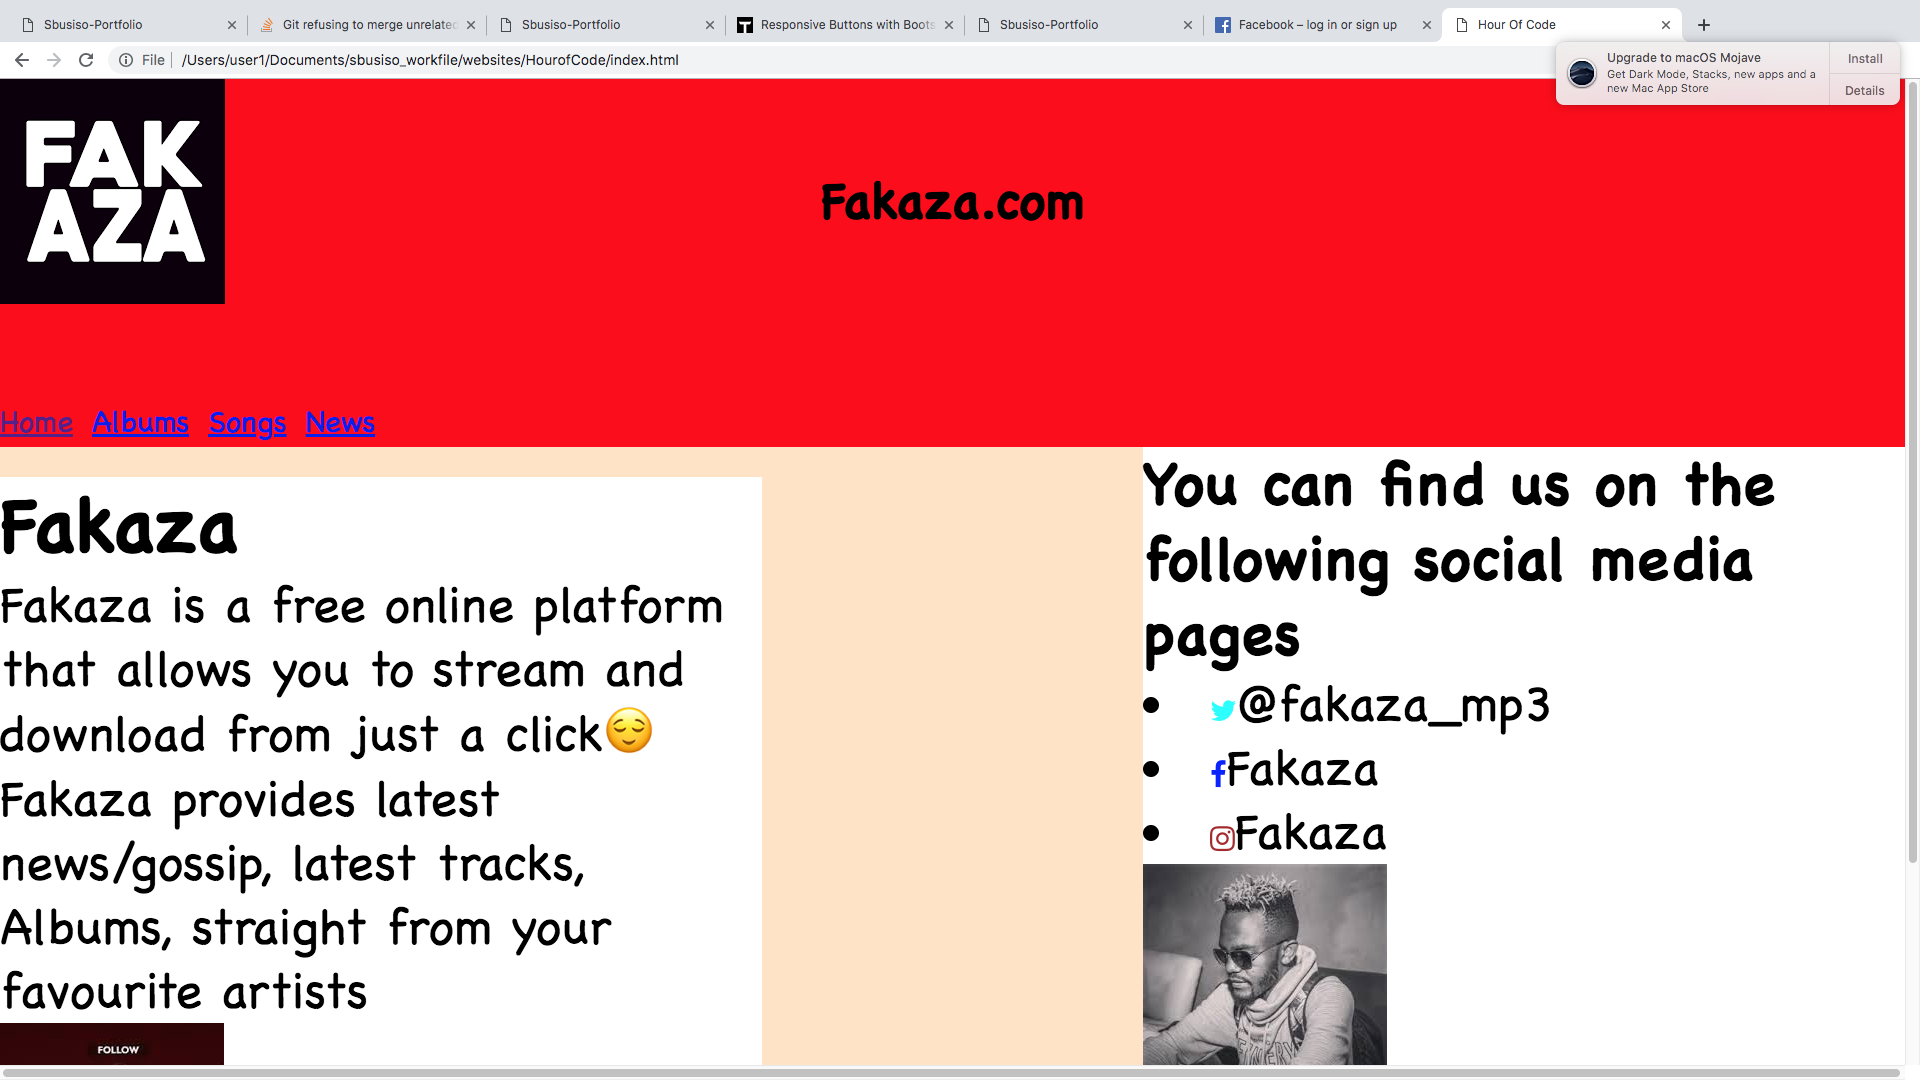 Sbusiso-Portfolio
Git refusing to merge unrelated
Sbusiso-Portfolio
Responsive Buttons with Boots
Sbusiso-Portfolio
Facebook – log in or sign up
Hour Of Code
File
/Users/user1/Documents/sbusiso_workfile/websites/HourofCode/index.html
Upgrade to macOS Mojave
Get Dark Mode, Stacks, new apps and a
new Mac App Store
Install
Details
FAK
AZA
Fakaza.com
Home Albums Songs News
Fakaza
Fakaza is a free online platform
that allows you to stream and
download from just a click😌
Fakaza provides latest
news/gossip, latest tracks,
Albums, straight from your
favourite artists
FOLLOW
You can find us on the
following social media
pages
@fakaza_mp3
Fakaza
Fakaza